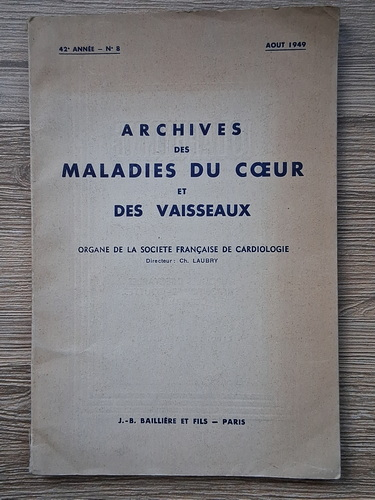 42e ANNÉE — N° 8
AOUT 1949
ARCHIVES
DES
MALADIES DU CŒUR
ET
DES VAISSEAUX
ORGANE DE LA SOCIETE FRANÇAISE DE CARDIOLOGIE
Directeur : Ch. LAUBRY
J.-B. BAILLIÈRE ET FILS — PARIS